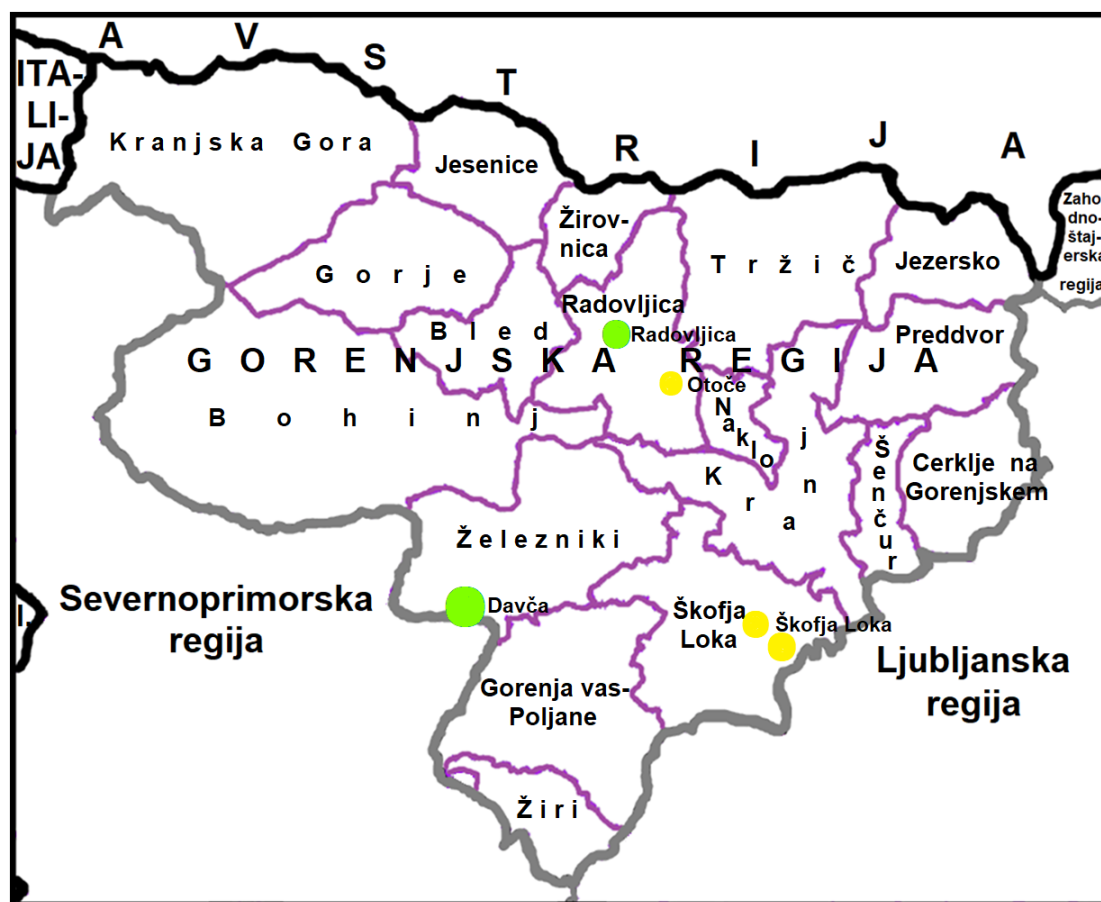 A V S T R I J A
ITA-
LI-
JA
Kranjska Gora
Jesenice
Žirov-
nica
Tržič
Jezersko
Zaho
dno-
štaj-
erska
regija
Gorje
Radovljica
Radovljica
Bled
Preddvor
GORENJSKA REGIJA
Otoče
Bohinj
Naklo
Kranj
Šenčur
Cerklje na
Gorenjskem
Železniki
I.
Severnoprimorska
regija
Davča
Škofja
Loka
Škofja Loka
Ljubljanska
regija
Gorenja vas-
Poljane
Žiri